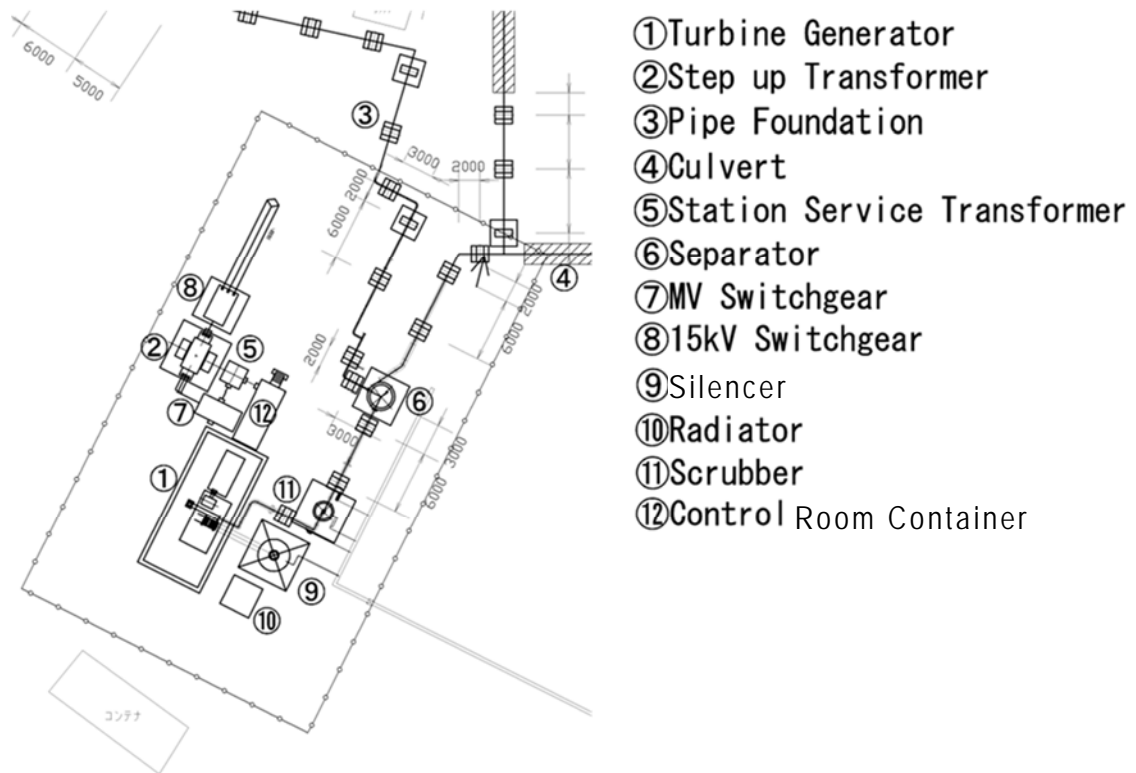 6000
5000
③
3000
2000
2000
6000
④
2000
6000
⑧
②
⑤
2000
⑦
⑫
⑥
3000
3000
6000
①
⑪
⑨
⑩
コンテナ
①Turbine Generator
②Step up Transformer
③Pipe Foundation
④Culvert
⑤Station Service Transformer
⑥Separator
⑦MV Switchgear
⑧15kV Switchgear
⑨Silencer
⑩Radiator
⑪Scrubber
⑫Control Room Container